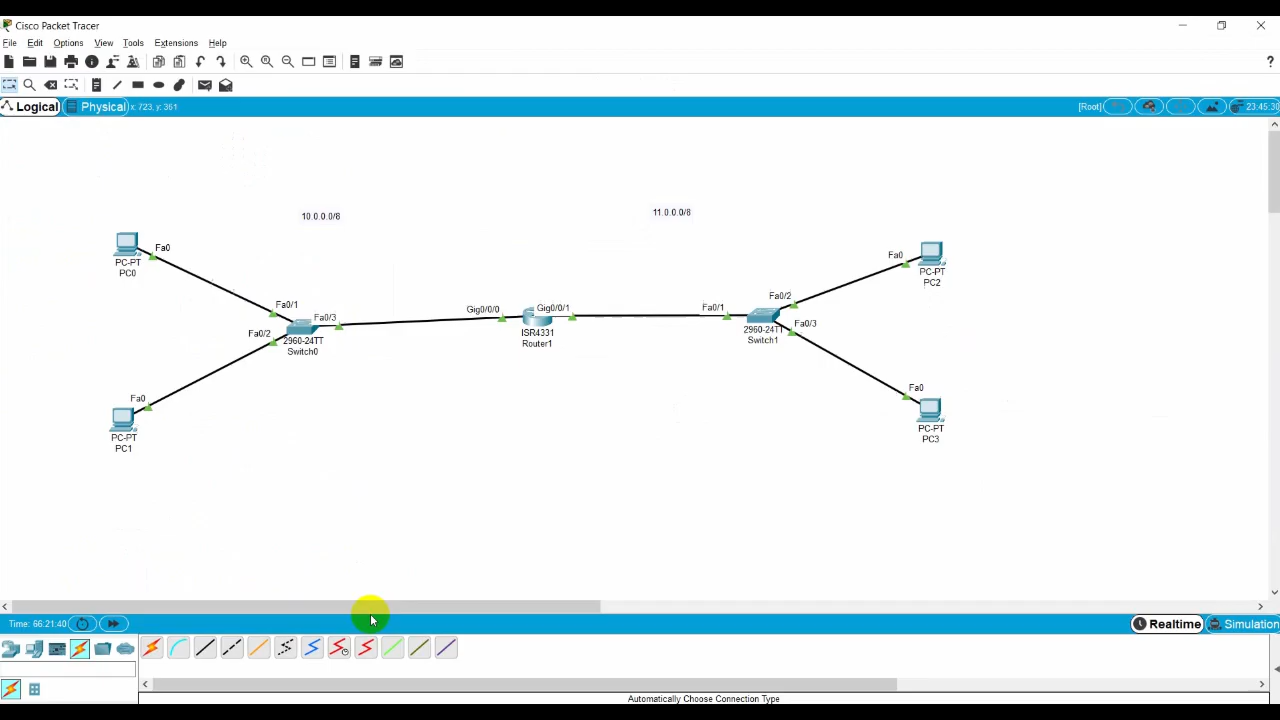 Cisco Packet Tracer
File Edit Options View Tools Extensions Help
?
Logical Physical x: 723, y: 361 [Root] 23:45:30
10.0.0.0/8 11.0.0.0/8
Fa0
PC-PT
PC0
Fa0/1
Fa0/3
Fa0/2
2960-24TT
Switch0
Fa0
PC-PT
PC1
Gig0/0/0 Gig0/0/1
ISR4331
Router1
Fa0/1
Fa0/2
Fa0/3
2960-24TT
Switch1
Fa0
PC-PT
PC2
Fa0
PC-PT
PC3
Time: 66:21:40 Realtime Simulation
Automatically Choose Connection Type